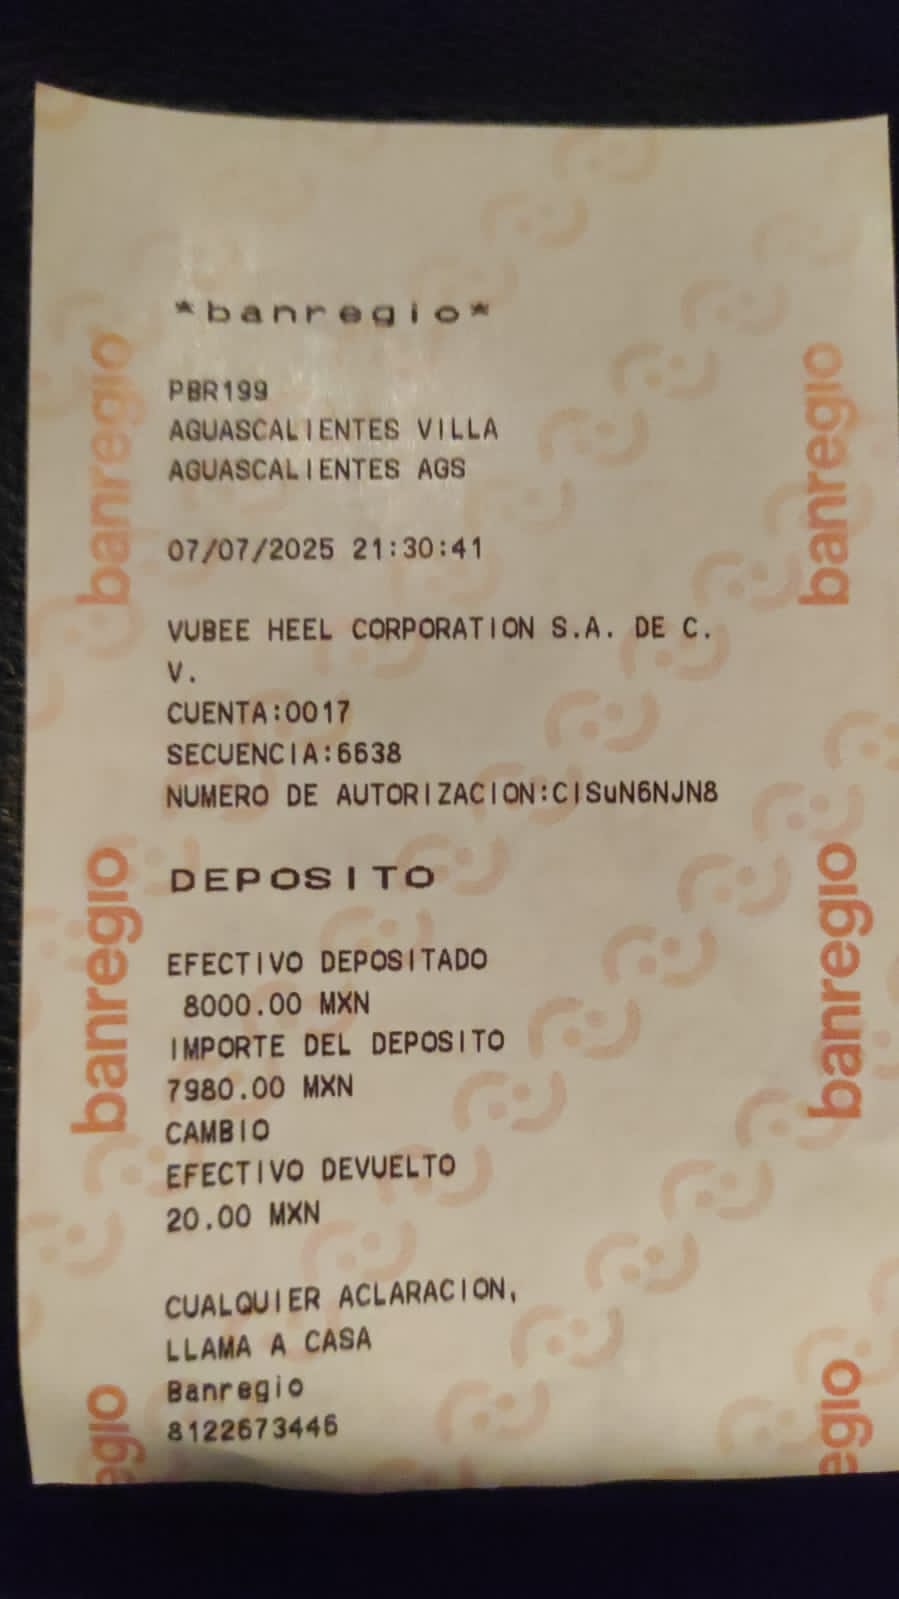 *banregio*
PBR199
AGUASCALIENTES VILLA
AGUASCALIENTES AGS
07/07/2025 21:30:41
VUBEE HEEL CORPORATION S.A. DE C.
V.
CUENTA:0017
SECUENCIA:6638
NUMERO DE AUTORIZACION:CISuN6NJN8
DEPOSITO
EFECTIVO DEPOSITADO
8000.00 MXN
IMPORTE DEL DEPOSITO
7980.00 MXN
CAMBIO
EFECTIVO DEVUELTO
20.00 MXN
CUALQUIER ACLARACION,
LLAMA A CASA
Banregio
8122673446
banregio
banregio
egio
banregio
banregio
egio